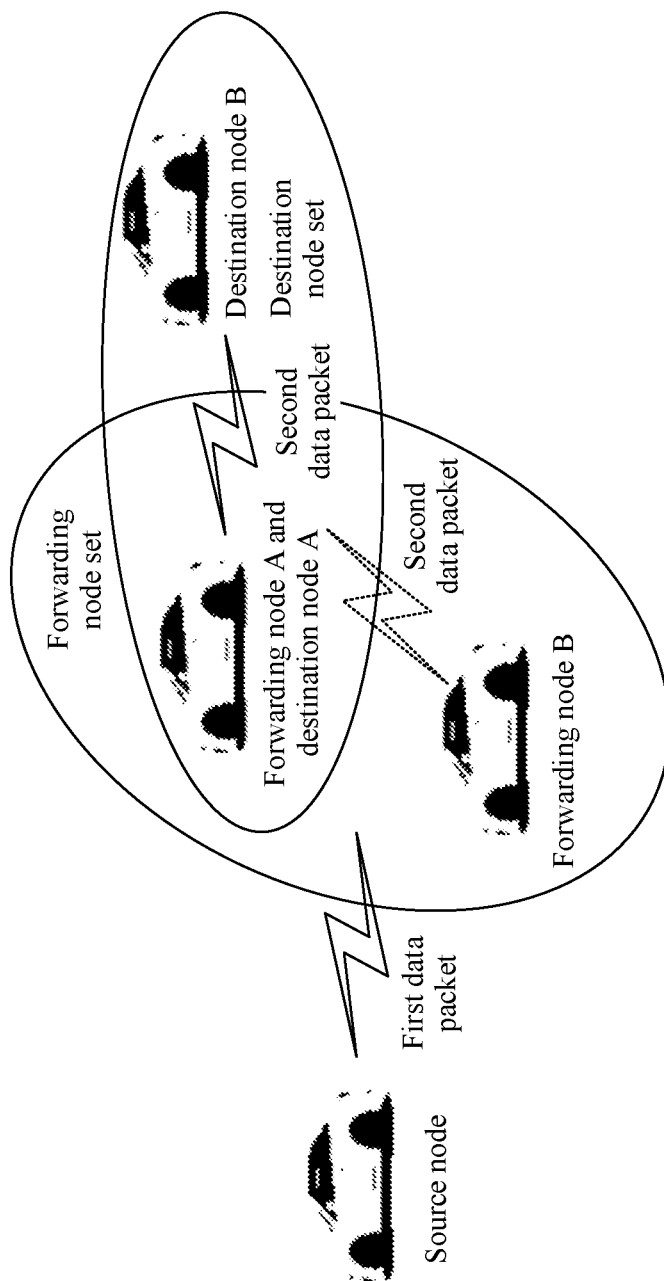 Source node
First data
packet
Forwarding
node set
Forwarding node A and
destination node A
Forwarding node B
Second
data packet
Second
data packet
Destination node B
Destination
node set